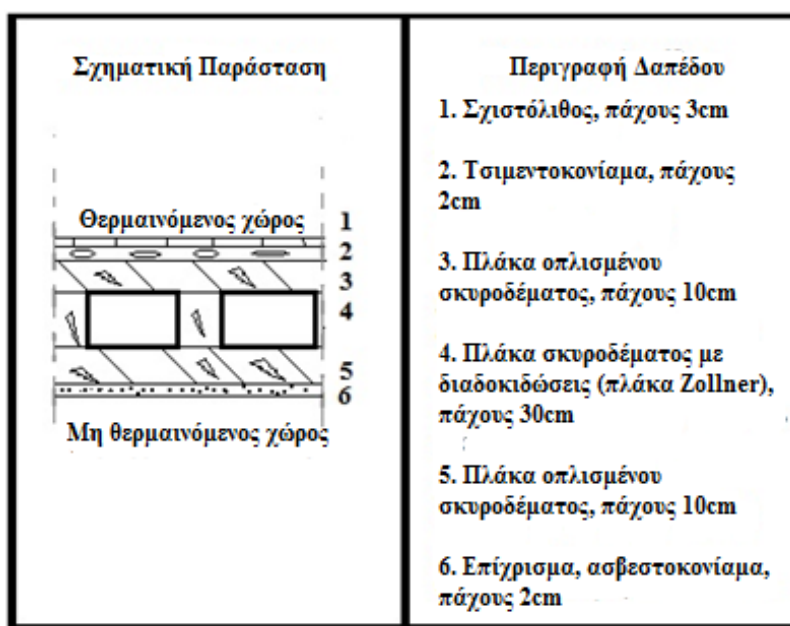 Σχηματική Παράσταση
Θερμαινόμενος χώρος
1
2
3
4
5
6
Μη θερμαινόμενος χώρος
Περιγραφή Δαπέδου
1. Σχιστόλιθος, πάχους 3cm
2. Τσιμεντοκονίαμα, πάχους
2cm
3. Πλάκα οπλισμένου
σκυροδέματος, πάχους 10cm
4. Πλάκα σκυροδέματος με
διαδοκιδώσεις (πλάκα Zollner),
πάχους 30cm
5. Πλάκα οπλισμένου
σκυροδέματος, πάχους 10cm
6. Επίχρισμα, ασβεστοκονίαμα,
πάχους 2cm